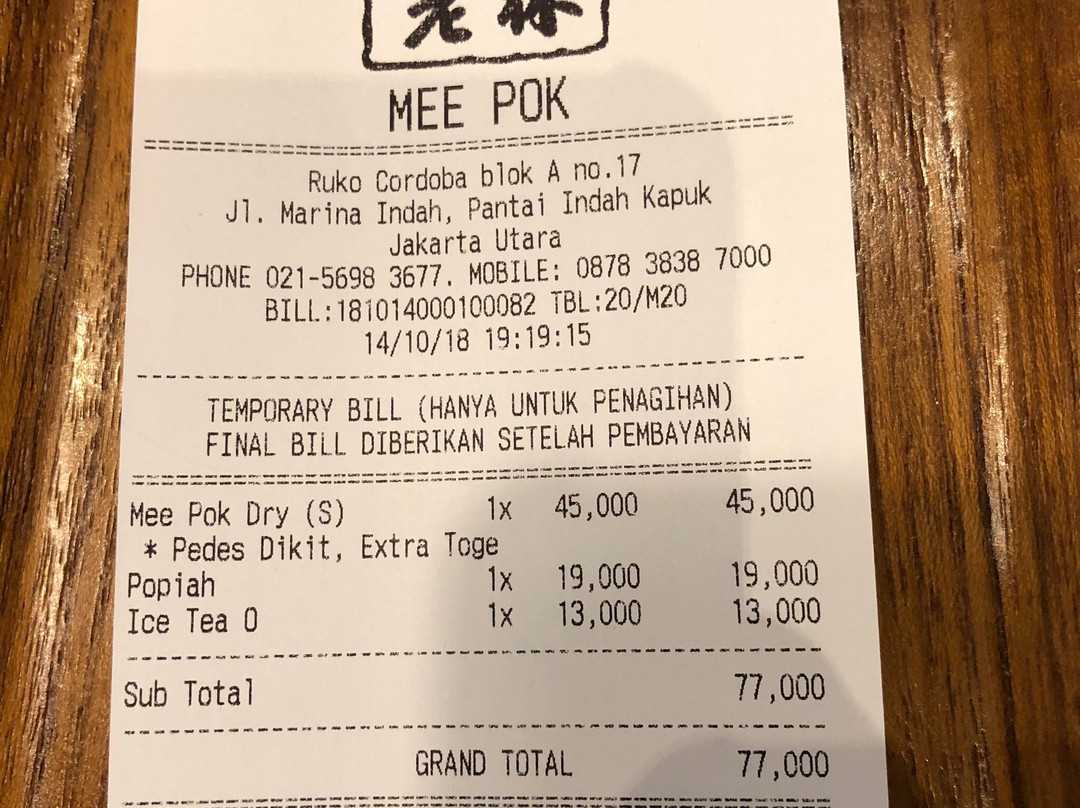 老林
MEE POK
Ruko Cordoba blok A no.17
Jl. Marina Indah, Pantai Indah Kapuk
Jakarta Utara
PHONE 021-5698 3677. MOBILE: 0878 3838 7000
BILL:181014000100082 TBL:20/M20
14/10/18 19:19:15
TEMPORARY BILL (HANYA UNTUK PENAGIHAN)
FINAL BILL DIBERIKAN SETELAH PEMBAYARAN
Mee Pok Dry (S) 1x 45,000 45,000
* Pedes Dikit, Extra Toge
Popiah 1x 19,000 19,000
Ice Tea O 1x 13,000 13,000
Sub Total 77,000
GRAND TOTAL 77,000